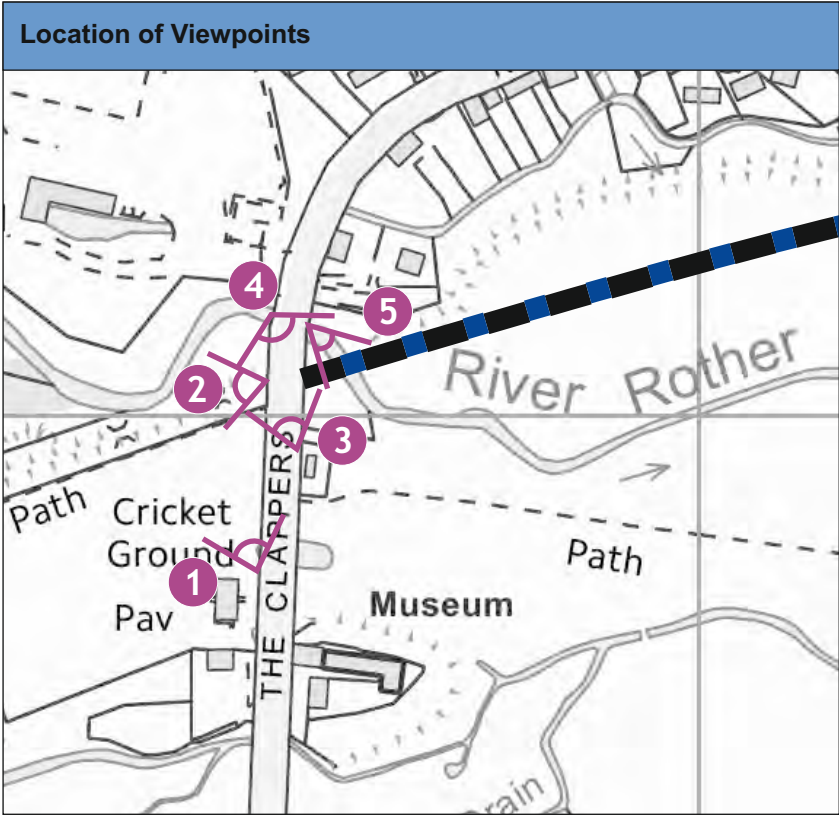 Location of Viewpoints
4
5
River Rother
2
3
Path
Cricket
Ground
Path
1
Pav
Museum
THE CLAPPERS